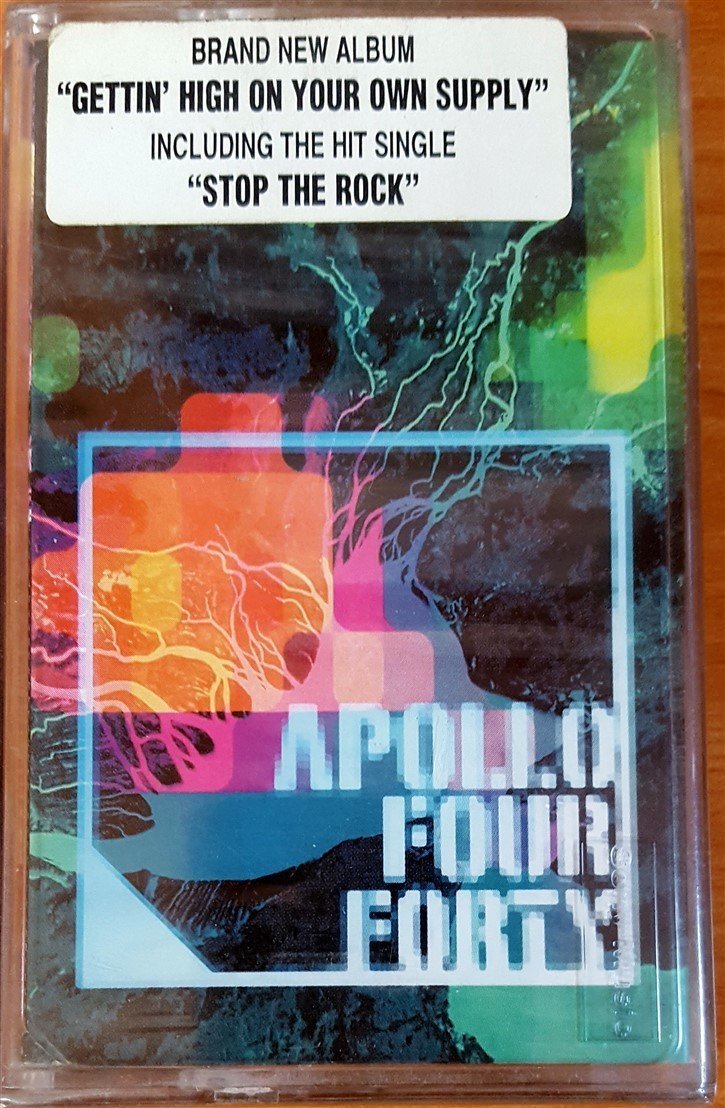 BRAND NEW ALBUM
“GETTIN’ HIGH ON YOUR OWN SUPPLY”
INCLUDING THE HIT SINGLE
“STOP THE ROCK”
APOLLO
FOUR
FORTY